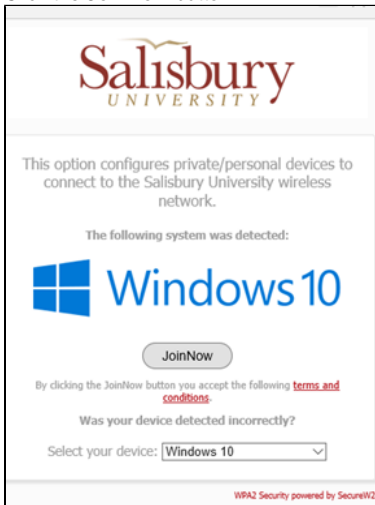 Salisbury
UNIVERSITY
This option configures private/personal devices to
connect to the Salisbury University wireless
network.
The following system was detected:
Windows 10
JoinNow
By clicking the JoinNow button you accept the following terms and
conditions.
Was your device detected incorrectly?
Select your device: Windows 10
WPA2 Security powered by SecureW2